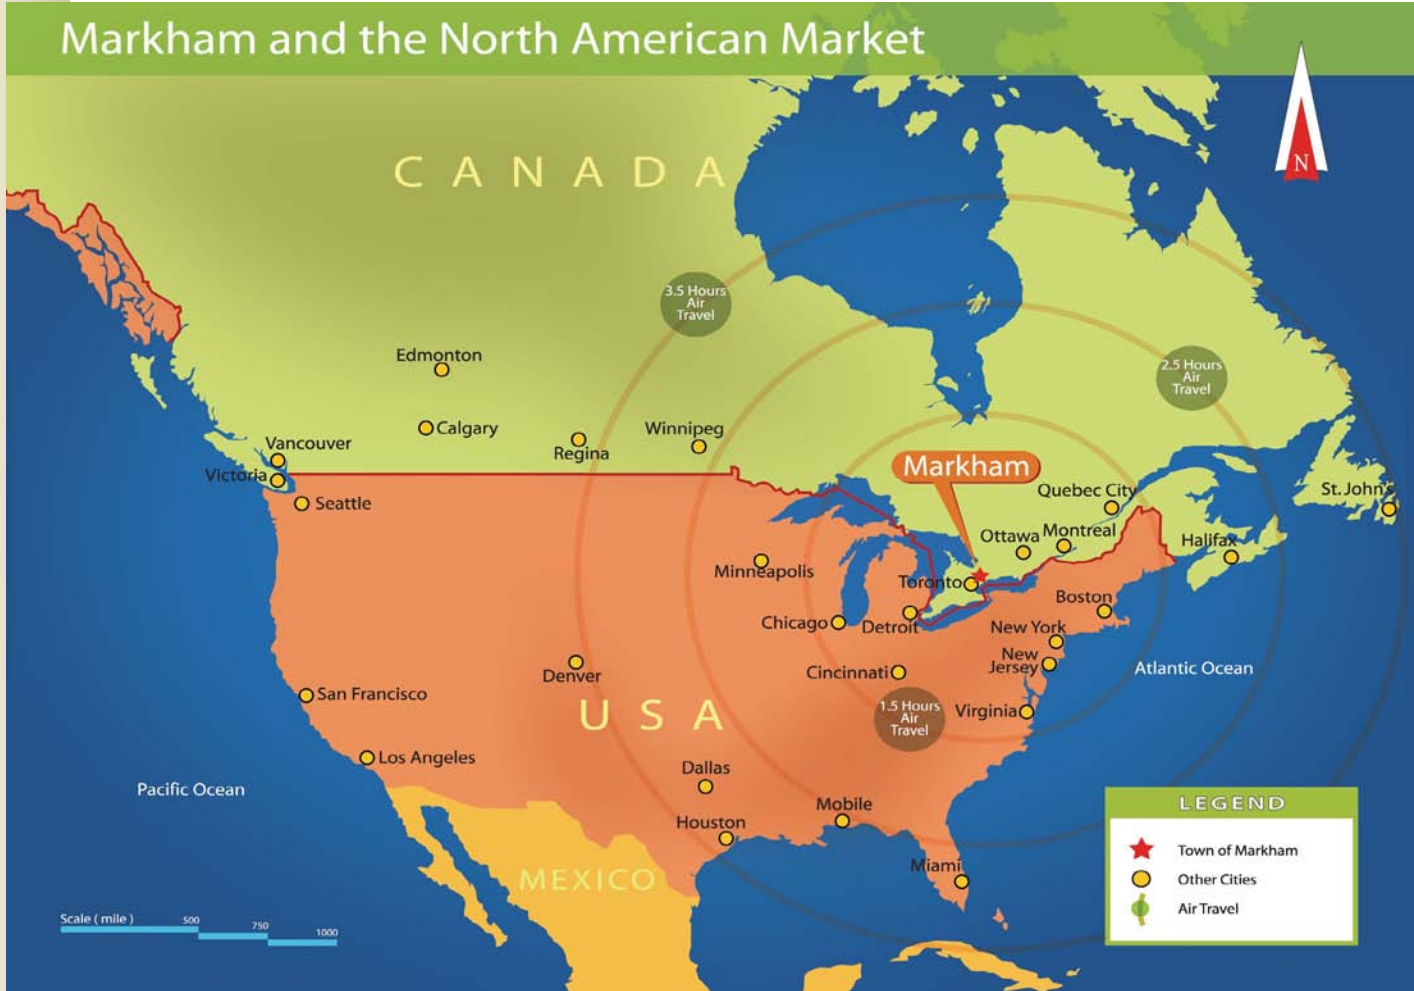 Markham and the North American Market
N
CANADA
3.5 Hours
Air
Travel
Edmonton
2.5 Hours
Air
Travel
Calgary
Winnipeg
Vancouver
Regina
Markham
Victoria
Quebec City
St. John's
Seattle
Ottawa
Montreal
Halifax
Minneapolis
Toronto
Boston
Chicago
Detroit
New York
New
Jersey
Cincinnati
Atlantic Ocean
Denver
San Francisco
USA
1.5 Hours
Air
Travel
Virginia
Los Angeles
Dallas
Pacific Ocean
Mobile
Houston
Miami
MEXICO
LEGEND
Town of Markham
Other Cities
Air Travel
Scale ( mile )
500
750
1000